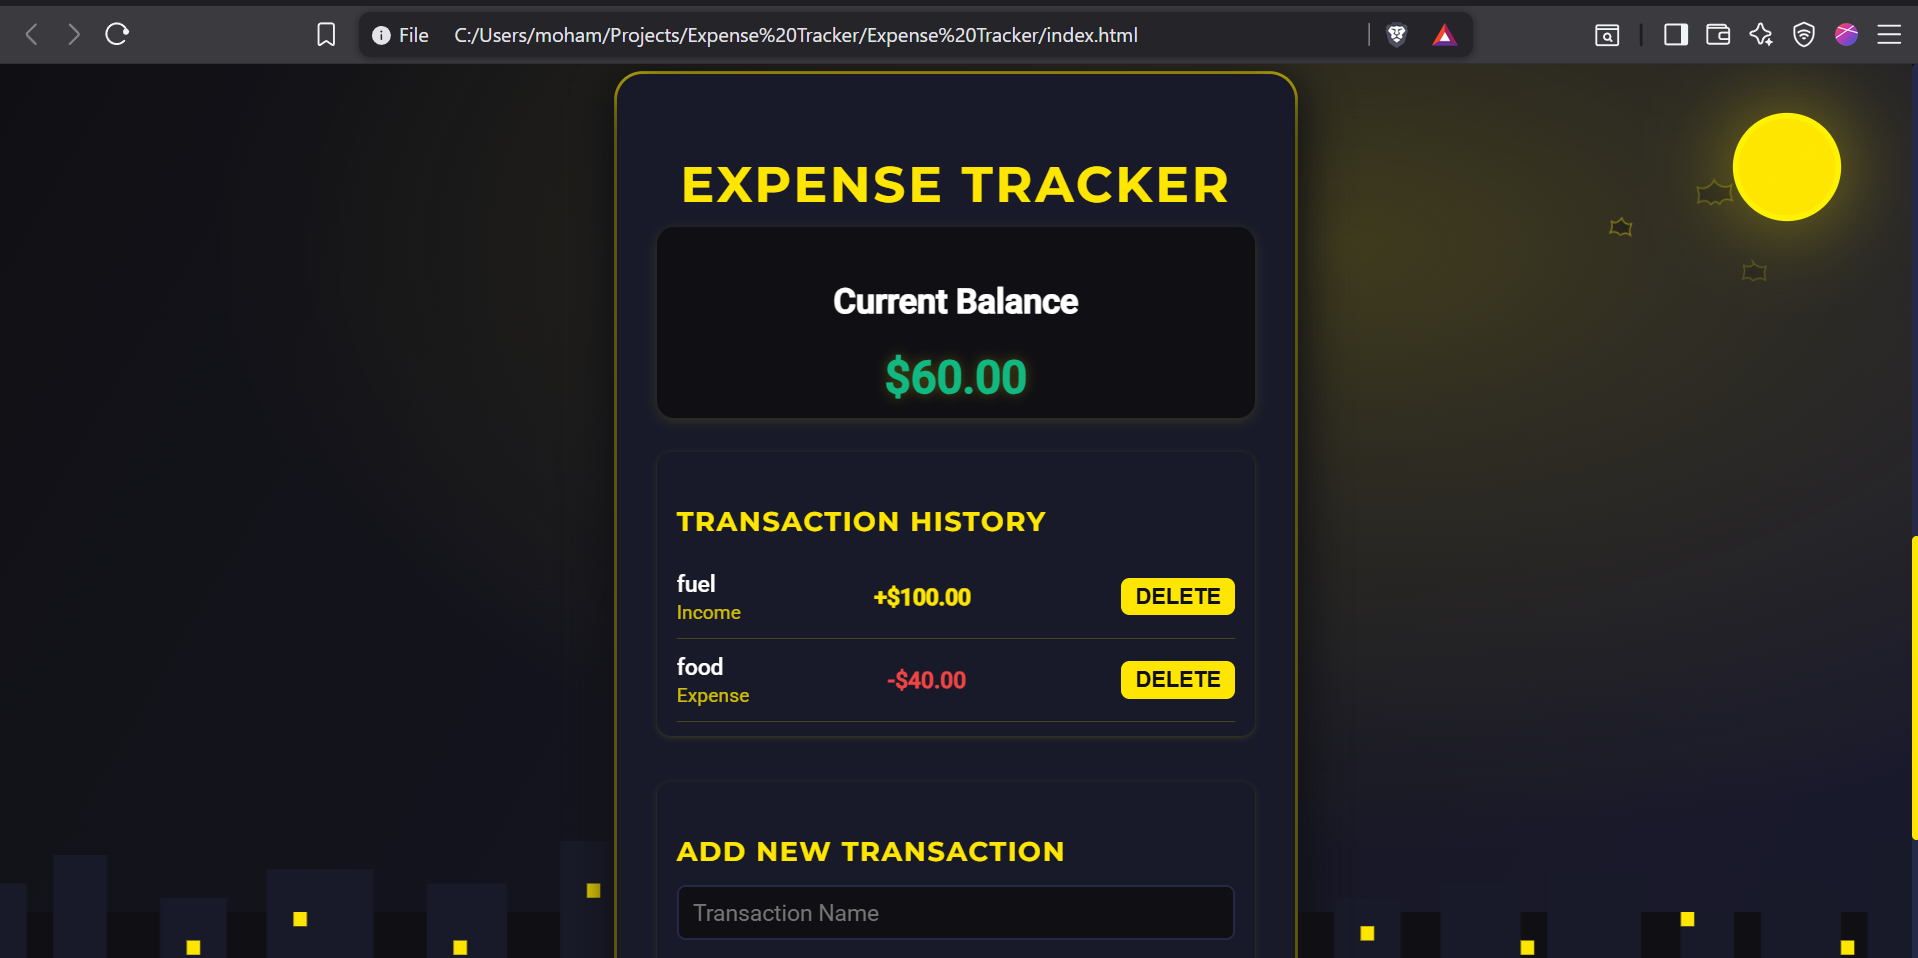 File C:/Users/moham/Projects/Expense%20Tracker/Expense%20Tracker/index.html
EXPENSE TRACKER
Current Balance
$60.00
TRANSACTION HISTORY
fuel
Income
+$100.00
DELETE
food
Expense
-$40.00
DELETE
ADD NEW TRANSACTION
Transaction Name